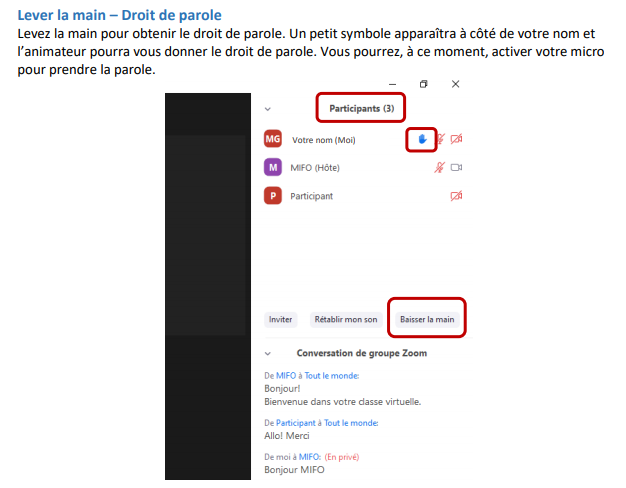 Lever la main – Droit de parole
Levez la main pour obtenir le droit de parole. Un petit symbole apparaîtra à côté de votre nom et
l’animateur pourra vous donner le droit de parole. Vous pourrez, à ce moment, activer votre micro
pour prendre la parole.
Participants (3)
MG Votre nom (Moi)
M MIFO (Hôte)
P Participant
Inviter Rétablir mon son Baisser la main
Conversation de groupe Zoom
De MIFO à Tout le monde:
Bonjour!
Bienvenue dans votre classe virtuelle.
De Participant à Tout le monde:
Allo! Merci
De moi à MIFO: (En privé)
Bonjour MIFO